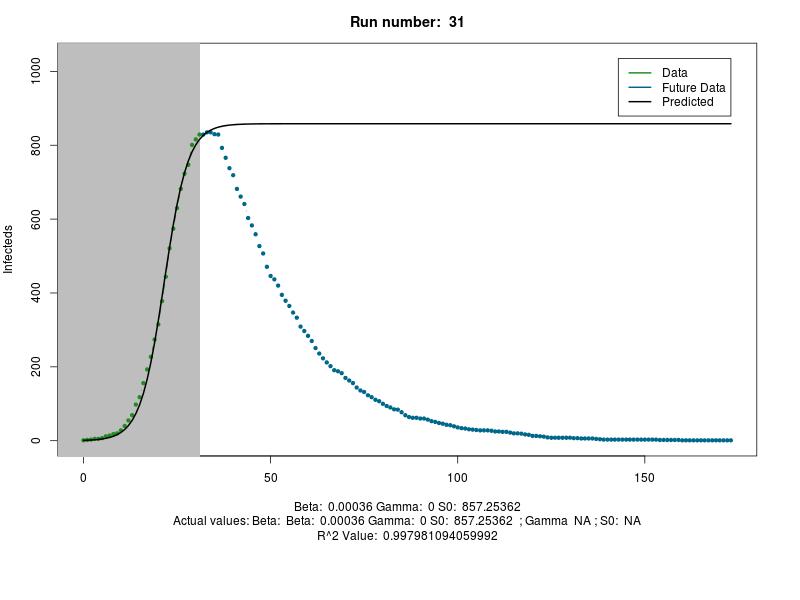 Run number: 31
1000
800
600
400
200
0
Infecteds
Data
Future Data
Predicted
0
50
100
150
Beta: 0.00036 Gamma: 0 S0: 857.25362
Actual values: Beta: Beta: 0.00036 Gamma: 0 S0: 857.25362 ; Gamma NA ; S0: NA
R^2 Value: 0.997981094059992